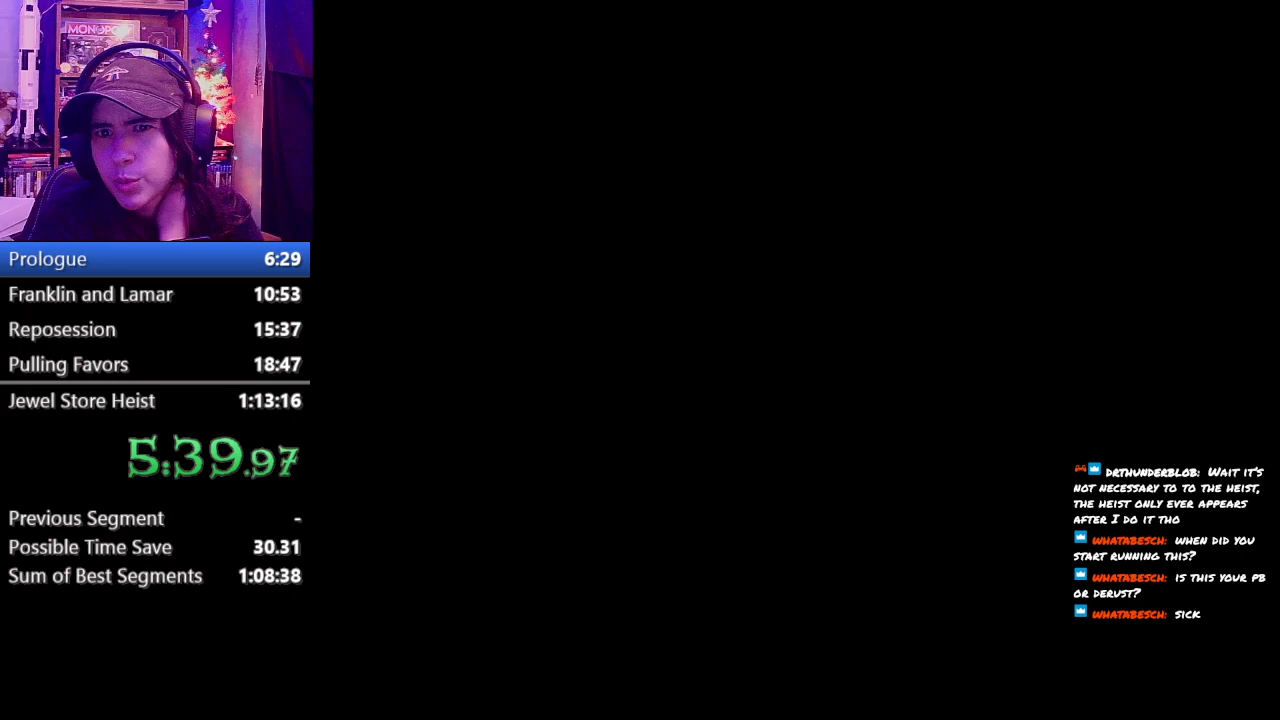 MONOPOLY
Prologue 6:29
Franklin and Lamar 10:53
Reposession 15:37
Pulling Favors 18:47
Jewel Store Heist 1:13:16
5:39.97
Previous Segment -
Possible Time Save 30.31
Sum of Best Segments 1:08:38
DRTHUNDERBLOB: WAIT IT'S
NOT NECESSARY TO TO THE HEIST,
THE HEIST ONLY EVER APPEARS
AFTER I DO IT THO
WHATABESCH: WHEN DID YOU
START RUNNING THIS?
WHATABESCH: IS THIS YOUR PB
OR DERUST?
WHATABESCH: SICK